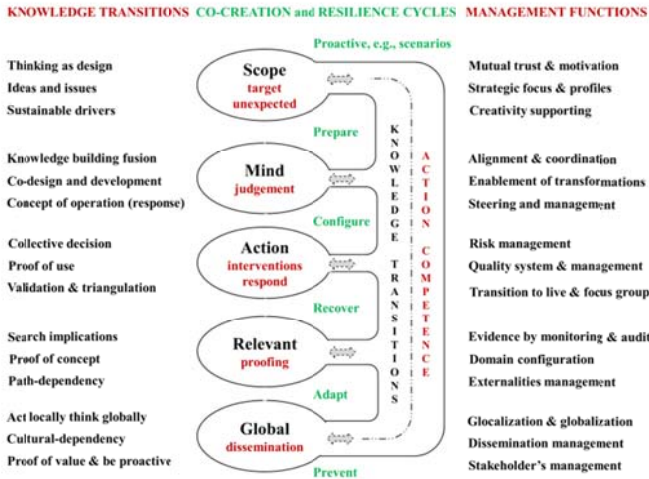 KNOWLEDGE TRANSITIONS CO-CREATION and RESILIENCE CYCLES MANAGEMENT FUNCTIONS
Proactive, e.g., scenarios
Thinking as design
Ideas and issues
Sustainable drivers
Scope
target
unexpected
Mutual trust & motivation
Strategic focus & profiles
Creativity supporting
Prepare
Knowledge building fusion
Co-design and development
Concept of operation (response)
Mind
judgement
Alignment & coordination
Enablement of transformations
Steering and management
Configure
Collective decision
Proof of use
Validation & triangulation
Action
interventions
respond
Risk management
Quality system & management
Transition to live & focus group
Recover
Search implications
Proof of concept
Path-dependency
Relevant
proofing
Evidence by monitoring & audit
Domain configuration
Externalities management
Adapt
Act locally think globally
Cultural-dependency
Proof of value & be proactive
Global
dissemination
Glocalization & globalization
Dissemination management
Stakeholder's management
Prevent
KNOWLEDGE TRANSITIONS
ACTION COMPETENCE